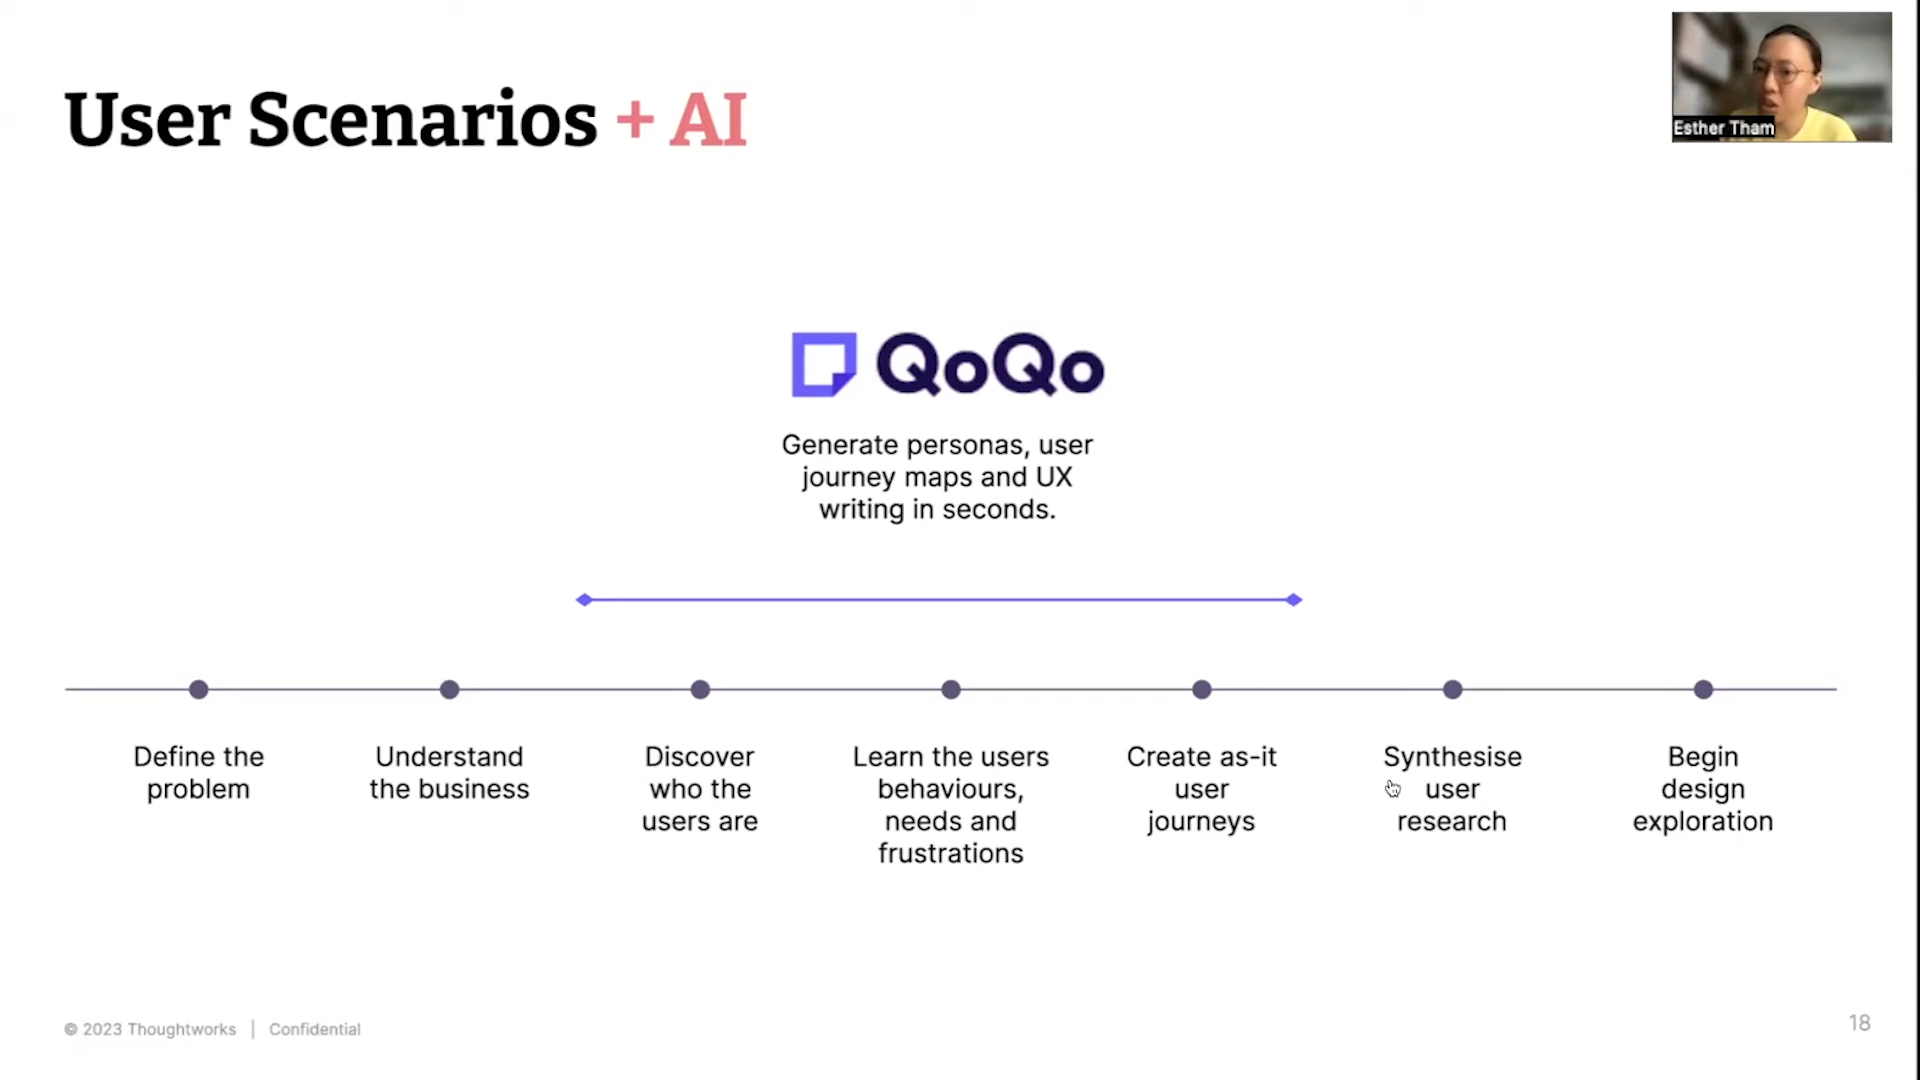 Esther Tham
User Scenarios + AI
QoQo
Generate personas, user
journey maps and UX
writing in seconds.
Define the
problem
Understand
the business
Discover
who the
users are
Learn the users
behaviours,
needs and
frustrations
Create as-it
user
journeys
Synthesise
user
research
Begin
design
exploration
© 2023 Thoughtworks | Confidential
18